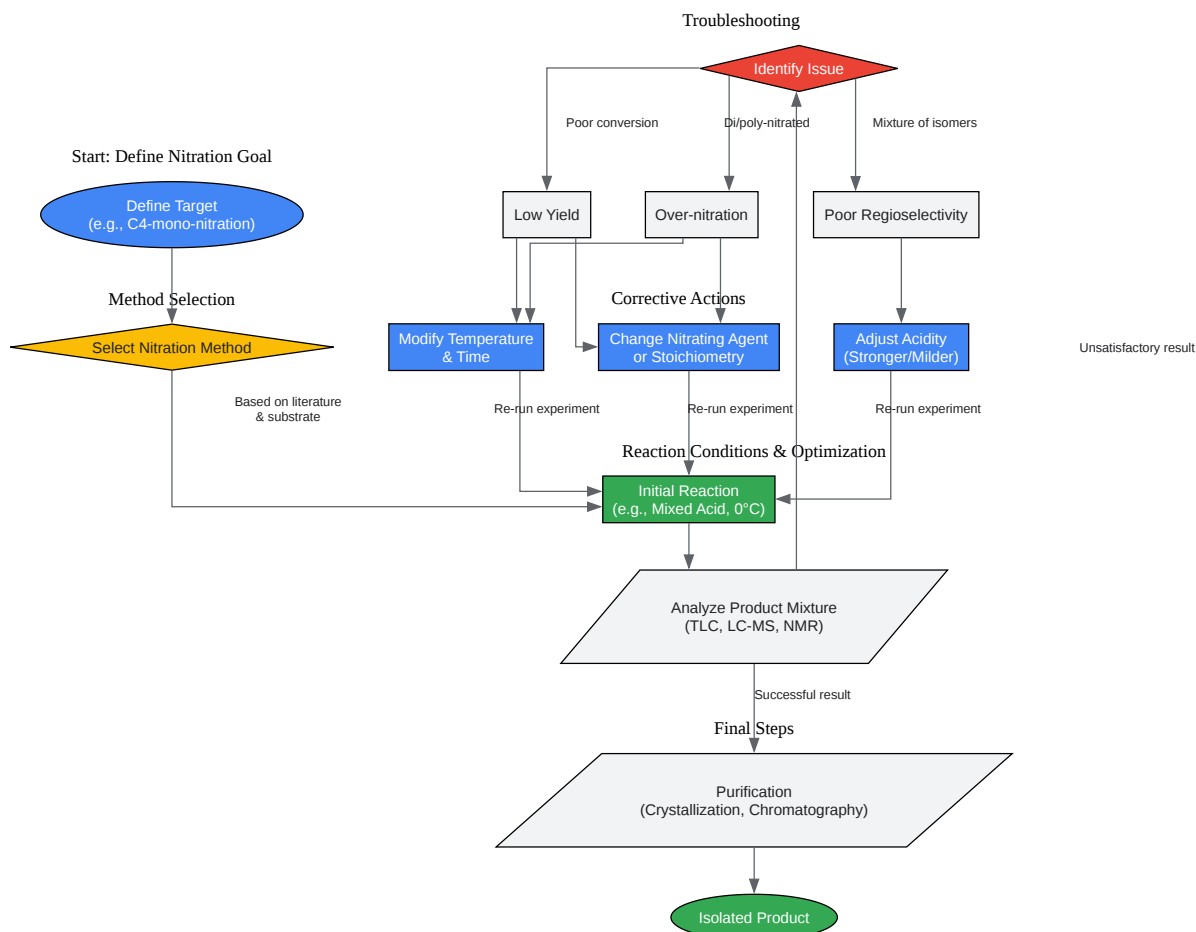 Troubleshooting
Identify Issue
Poor conversion
Di/poly-nitrated
Mixture of isomers
Start: Define Nitration Goal
Define Target
(e.g., C4-mono-nitration)
Low Yield
Over-nitration
Poor Regioselectivity
Method Selection
Corrective Actions
Select Nitration Method
Modify Temperature
& Time
Change Nitrating Agent
or Stoichiometry
Adjust Acidity
(Stronger/Milder)
Unsatisfactory result
Based on literature
& substrate
Re-run experiment
Re-run experiment
Re-run experiment
Reaction Conditions & Optimization
Initial Reaction
(e.g., Mixed Acid, 0°C)
Analyze Product Mixture
(TLC, LC-MS, NMR)
Successful result
Final Steps
Purification
(Crystallization, Chromatography)
Isolated Product